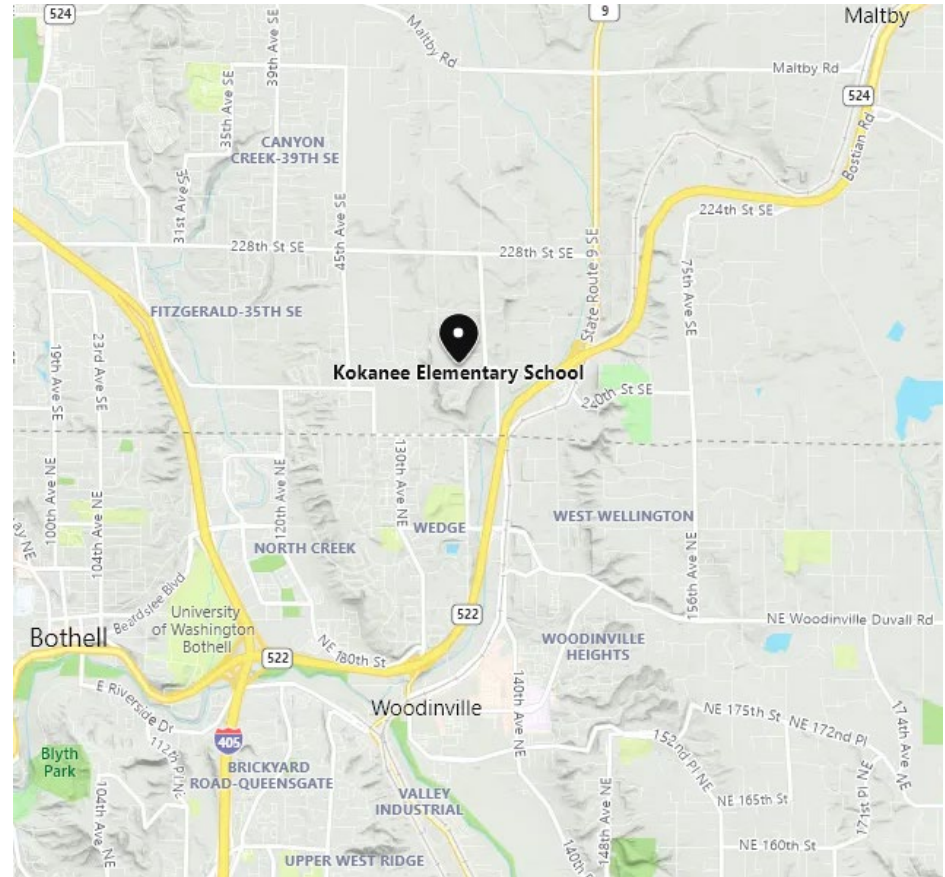 524
9
Maltby
Maltby Rd
Maltby Rd
39th Ave SE
35th Ave SE
524
Bostian Rd
CANYON
CREEK-39TH SE
31st Ave SE
35
45th Ave SE
224th St SE
228th St SE
228th St SE
State Route 9 SE
75th Ave SE
FITZGERALD-35TH SE
19th Ave SE
23rd Ave SE
Kokanee Elementary School
240th St SE
100th Ave NE
104th Ave NE
120th Ave NE
130th Ave NE
WEDGE
WEST WELLINGTON
NORTH CREEK
156th Ave NE
Beardslee Blvd
University
of Washington
Bothell
522
NE Woodinville Duvall Rd
Bothell
522
NE 180th St
WOODINVILLE
HEIGHTS
E Riverside Dr
Woodinville
140th Ave NE
NE 175th St
NE 172nd Pl
174th Ave NE
112th Pl NE
405
152nd Pl NE
Blyth
Park
BRICKYARD
ROAD-QUEENSGATE
VALLEY
INDUSTRIAL
104th Ave NE
NE 165th St
171st Pl NE
148th Ave NE
140th
NE 160th St
UPPER WEST RIDGE